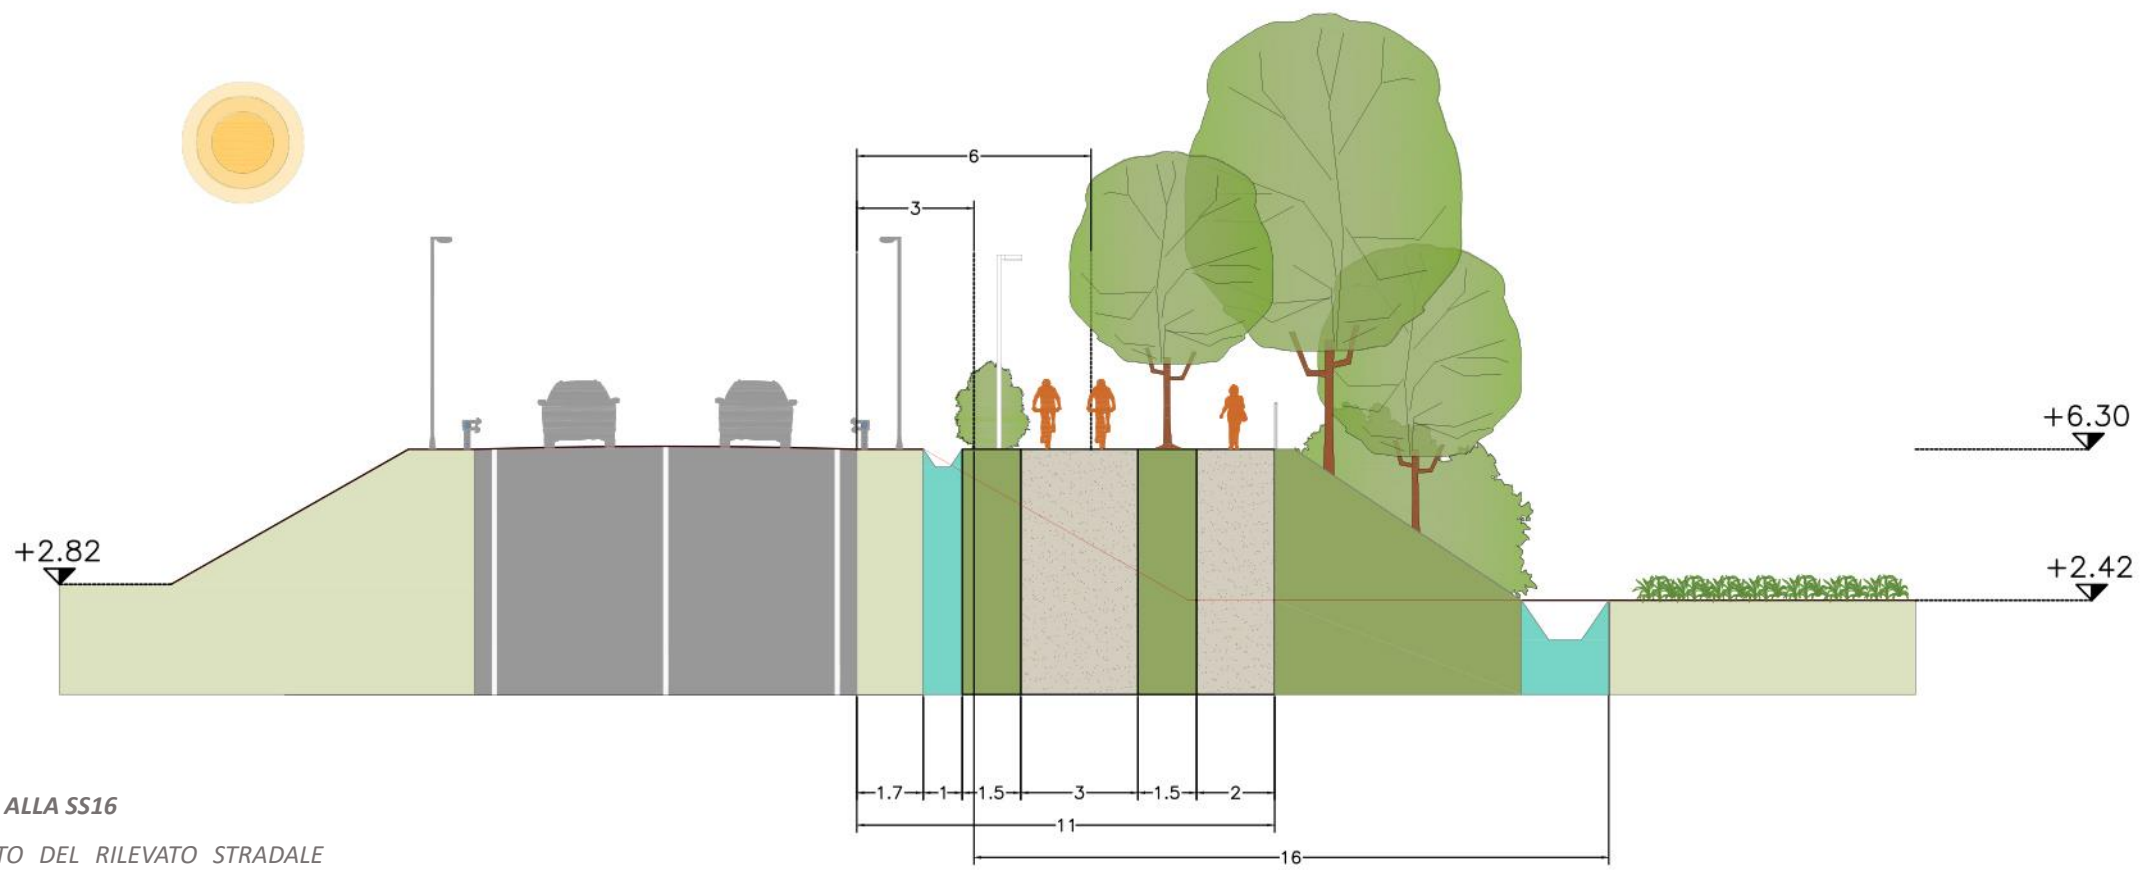 6
3
+6.30
+2.82
+2.42
1.7 1 1.5 3 1.5 2
ALLA SS16
11
TO DEL RILEVATO STRADALE
16